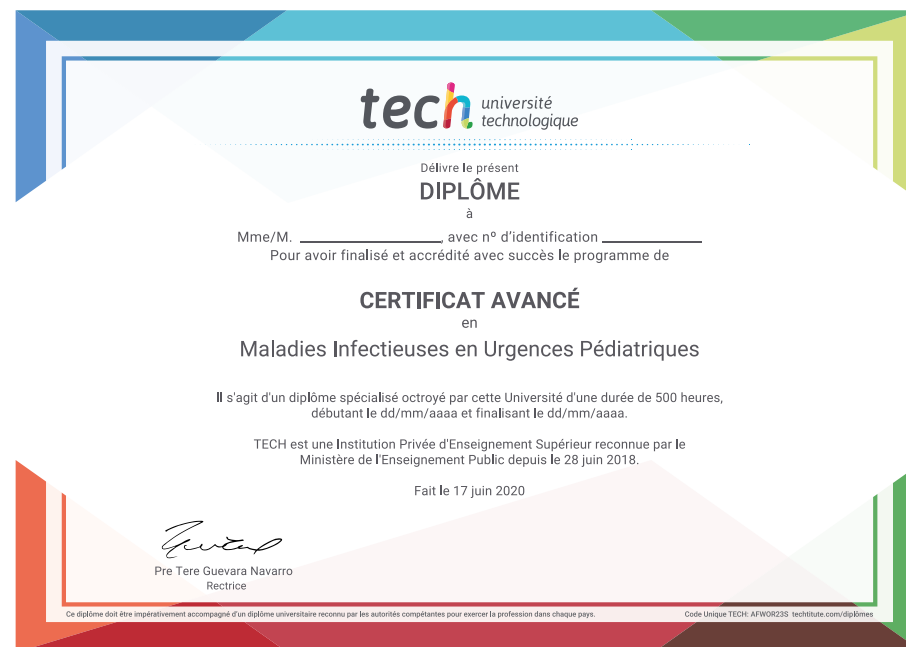 tech université
technologique
Délivre le présent
DIPLÔME
à
Mme/M. ____________________, avec nº d'identification ______________
Pour avoir finalisé et accrédité avec succès le programme de
CERTIFICAT AVANCÉ
en
Maladies Infectieuses en Urgences Pédiatriques
Il s'agit d'un diplôme spécialisé octroyé par cette Université d'une durée de 500 heures,
débutant le dd/mm/aaaa et finalisant le dd/mm/aaaa.
TECH est une Institution Privée d'Enseignement Supérieur reconnue par le
Ministère de l'Enseignement Public depuis le 28 juin 2018.
Fait le 17 juin 2020
Pre Tere Guevara Navarro
Rectrice
Ce diplôme doit être impérativement accompagné d'un diplôme universitaire reconnu par les autorités compétentes pour exercer la profession dans chaque pays. Code Unique TECH: AFWOR23S techtitute.com/diplômes